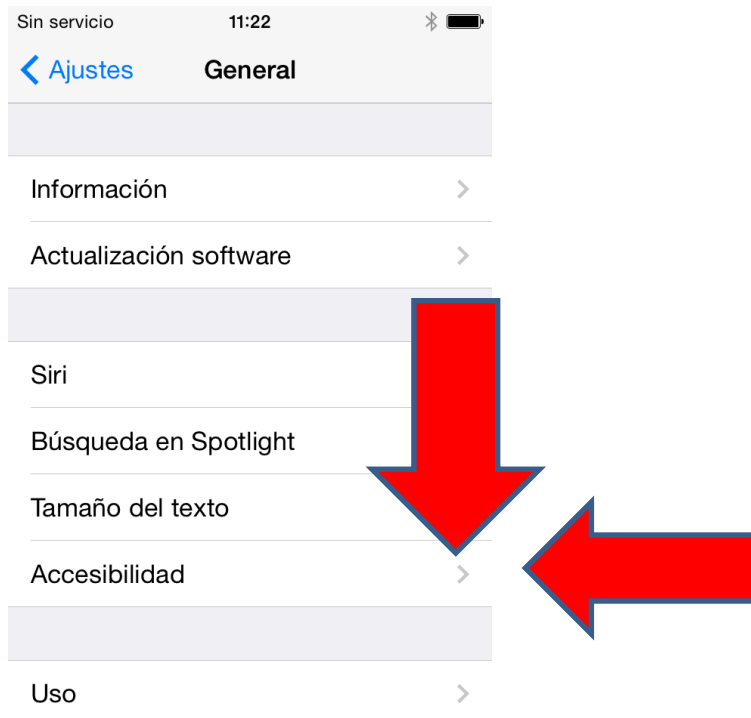 Sin servicio 11:22
Ajustes General
Información
Actualización software
Siri
Búsqueda en Spotlight
Tamaño del texto
Accesibilidad
Uso